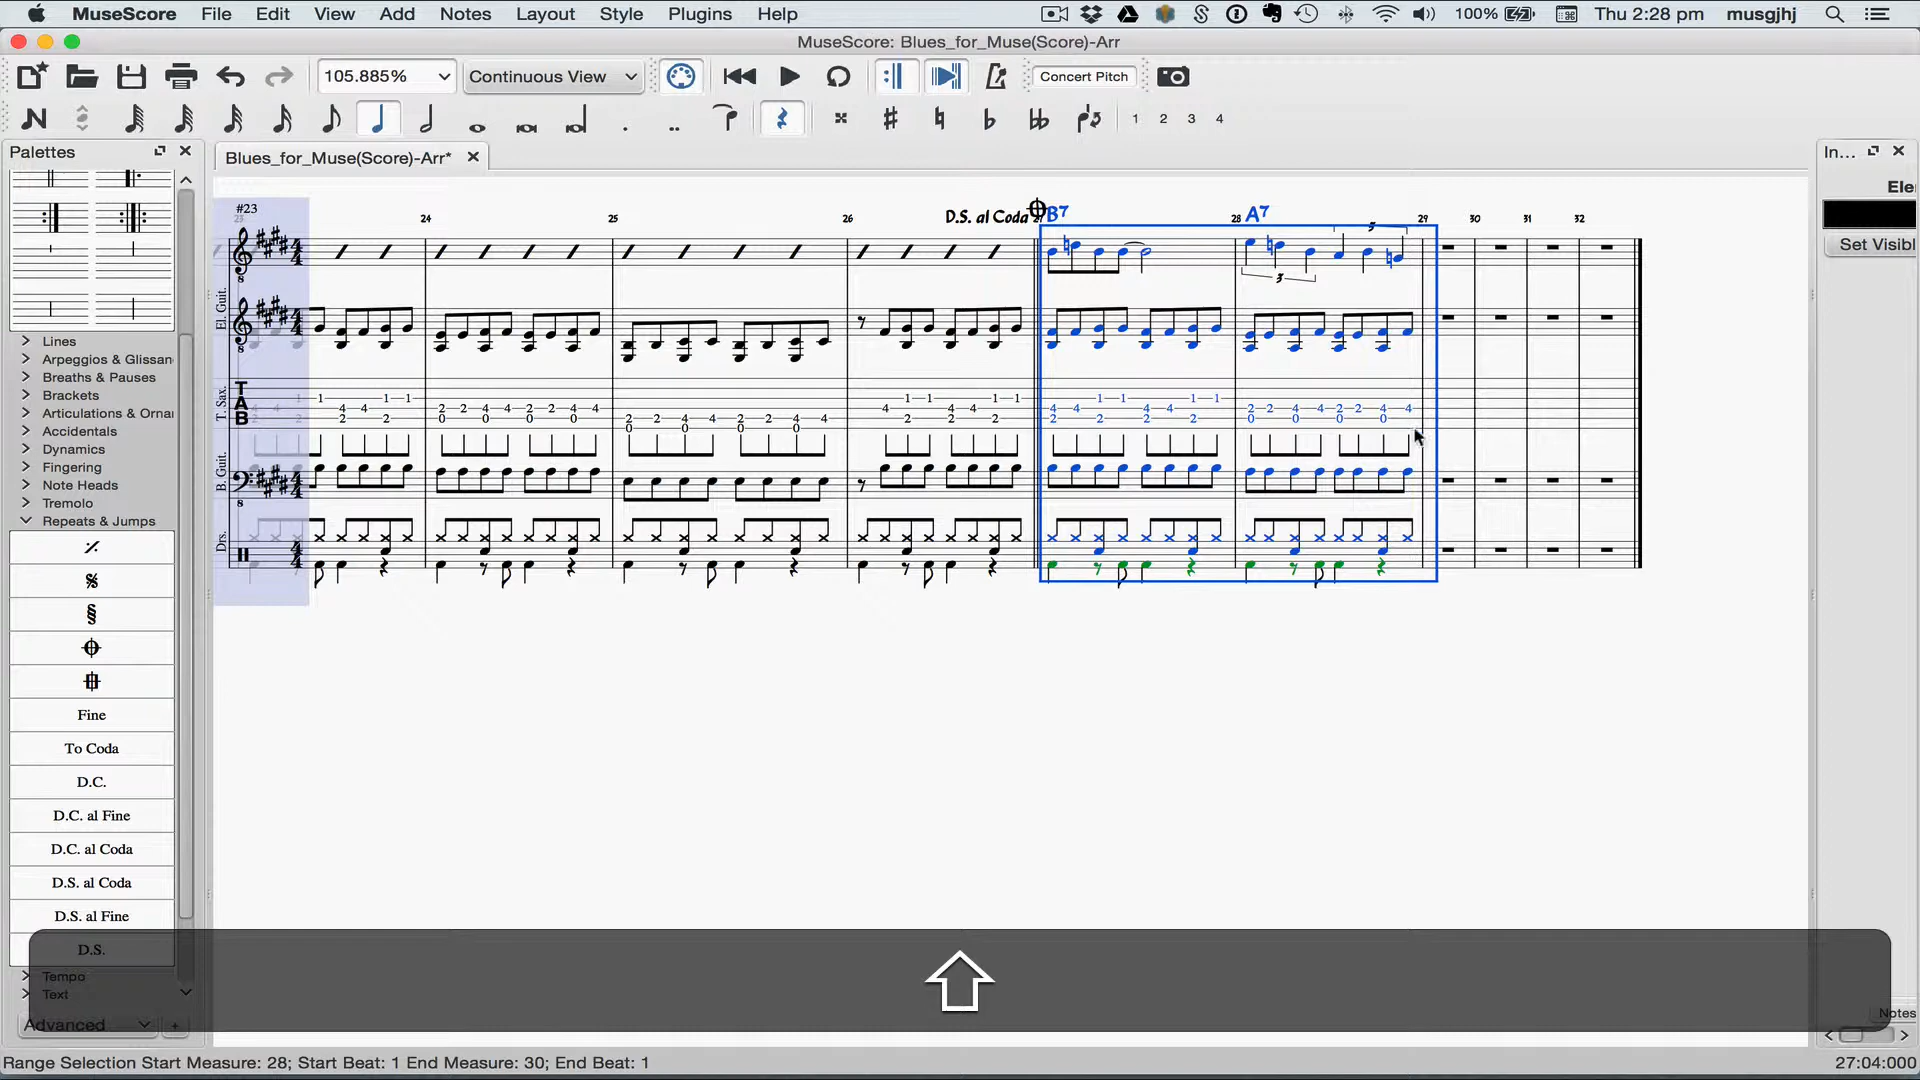 MuseScore File Edit View Add Notes Layout Style Plugins Help 100% Thu 2:28 pm musgjhj
MuseScore: Blues_for_Muse(Score)-Arr
105.885% Continuous View Concert Pitch
1 2 3 4
Palettes
Blues_for_Muse(Score)-Arr*
In...
Ele
Set Visibl
#23
24 25 26 D.S. al Coda B7 28 A7 29 30 31 32
3
3
El. Guit.
T. Sax.
B. Guit.
Drs.
TAB
Lines
Arpeggios & Glissan
Breaths & Pauses
Brackets
Articulations & Ornai
Accidentals
Dynamics
Fingering
Note Heads
Tremolo
Repeats & Jumps
Fine
To Coda
D.C.
D.C. al Fine
D.C. al Coda
D.S. al Coda
D.S. al Fine
D.S.
Tempo
Text
Advanced +
Notes
Range Selection Start Measure: 28; Start Beat: 1 End Measure: 30; End Beat: 1
27:04:000